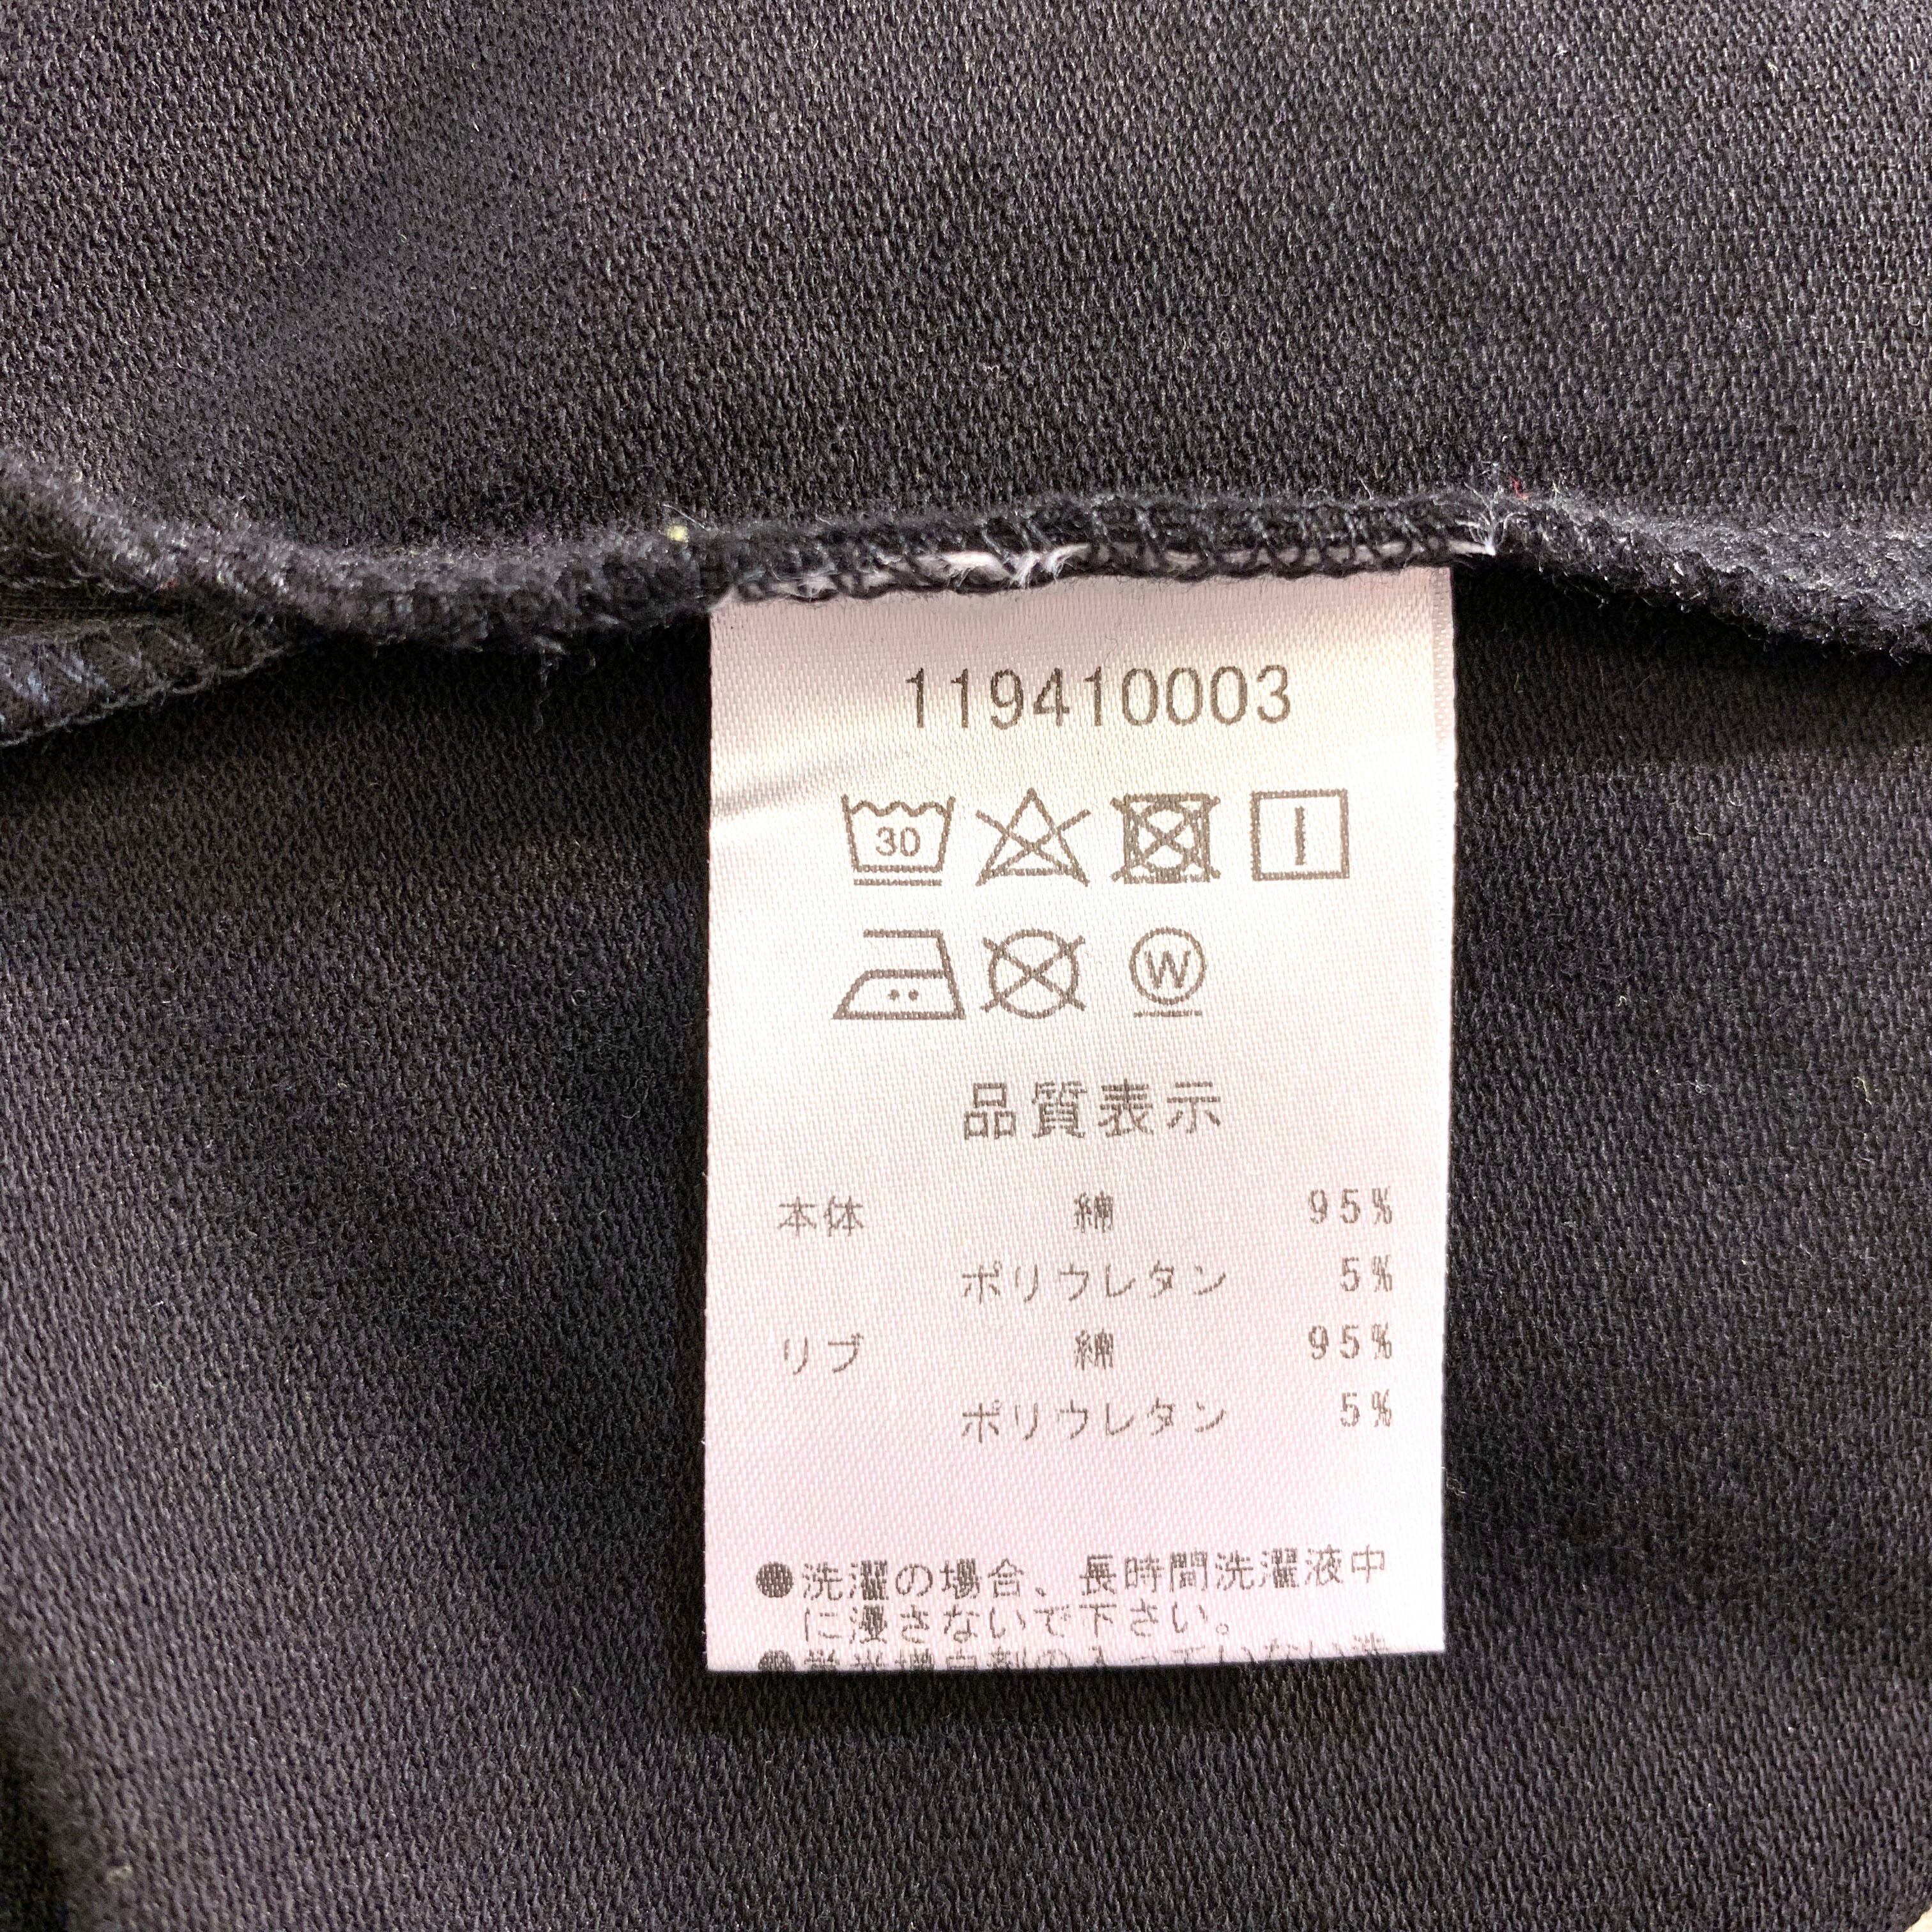 119410003
30
W
品質表示
本体 綿 95%
ポリウレタン 5%
リブ 綿 95%
ポリウレタン 5%
●洗濯の場合、長時間洗濯液中
に浸さないで下さい。